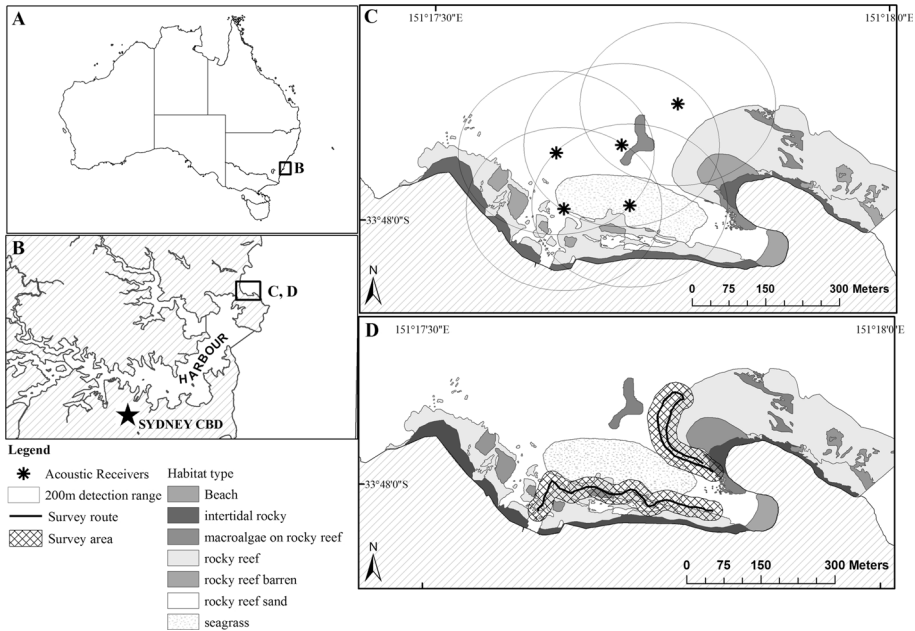 A
B
B
C, D
HARBOUR
SYDNEY CBD
Legend
Acoustic Receivers
200m detection range
Survey route
Survey area
Habitat type
Beach
intertidal rocky
macroalgae on rocky reef
rocky reef
rocky reef barren
rocky reef sand
seagrass
C
151°17'30"E
151°18'0"E
33°48'0"S
N
0 75 150 300 Meters
D
151°17'30"E
151°18'0"E
33°48'0"S
N
0 75 150 300 Meters